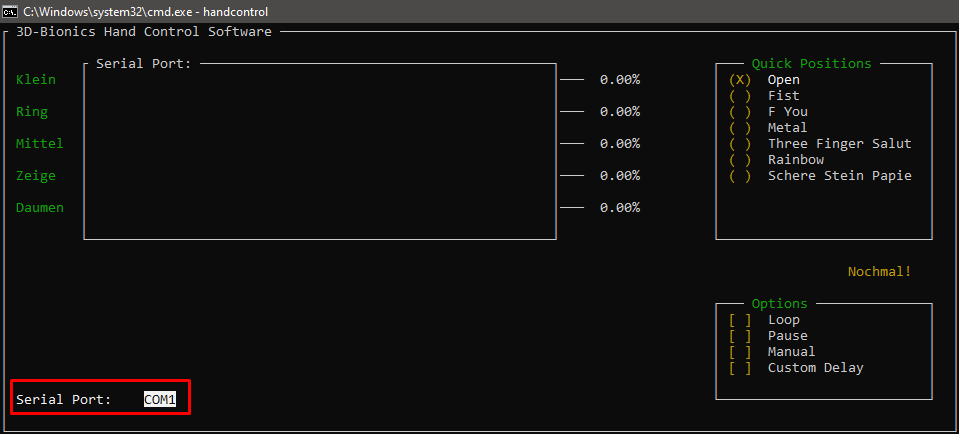 C:\Windows\system32\cmd.exe - handcontrol
3D-Bionics Hand Control Software
Serial Port:
Quick Positions
Klein 0.00% (X) Open
( ) Fist
Ring 0.00% ( ) F You
( ) Metal
Mittel 0.00% ( ) Three Finger Salut
( ) Rainbow
Zeige 0.00% ( ) Schere Stein Papie
Daumen 0.00%
Nochmal!
Options
[ ] Loop
[ ] Pause
[ ] Manual
[ ] Custom Delay
Serial Port: COM1